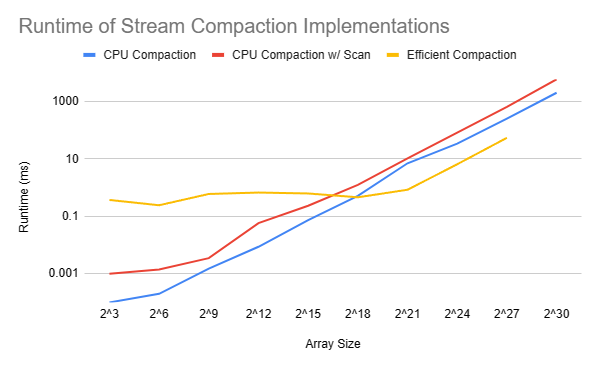 Runtime of Stream Compaction Implementations
CPU Compaction CPU Compaction w/ Scan Efficient Compaction
1000
10
0.1
0.001
Runtime (ms)
2^3 2^6 2^9 2^12 2^15 2^18 2^21 2^24 2^27 2^30
Array Size